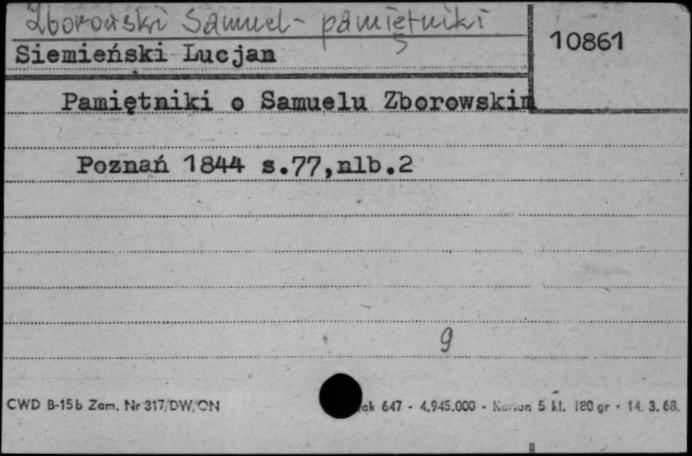 Zborowski Samuel - pamiętniki
10861
Siemieński Lucjan
Pamiętniki o Samuelu Zborowskim
Poznań 1844 s.77,nlb.2
9
CWD B-15b Zam. Nr 317/DW/ON
647 - 4.945.000 - Karton 5 kl. 180 gr - 14. 3. 68.